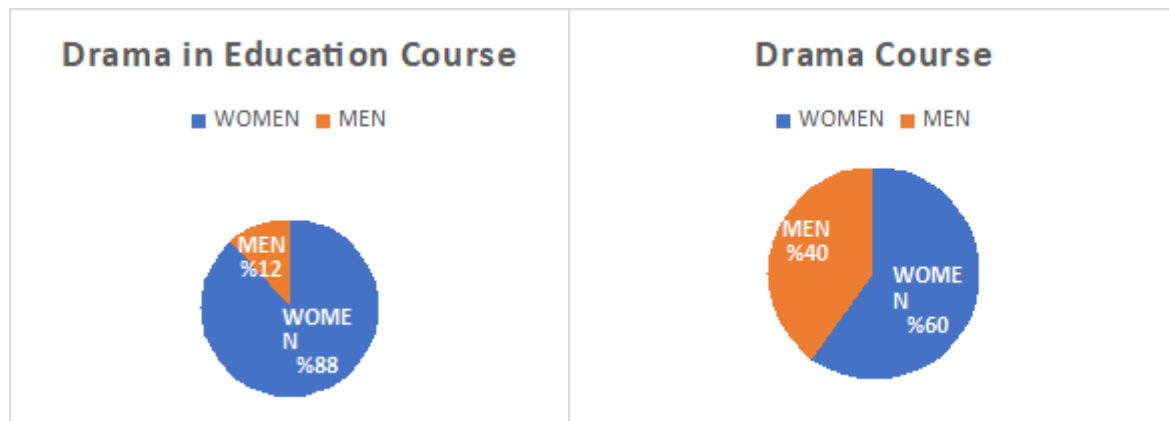 Drama in Education Course
WOMEN MEN
MEN
%12
WOME
N
%88
Drama Course
WOMEN MEN
MEN
%40
WOME
N
%60